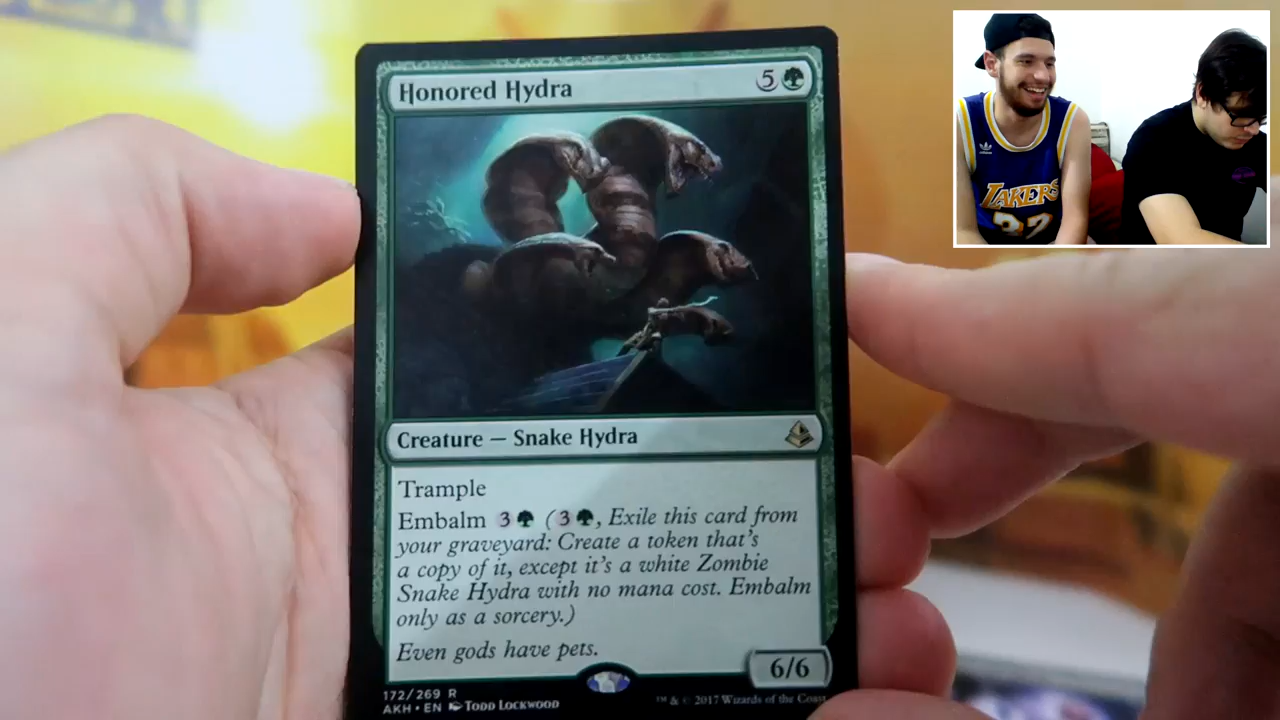 Honored Hydra 5
Creature — Snake Hydra
Trample
Embalm 3 (3, Exile this card from
your graveyard: Create a token that's
a copy of it, except it's a white Zombie
Snake Hydra with no mana cost. Embalm
only as a sorcery.)
Even gods have pets.
6/6
172/269 R
AKH • EN Todd Lockwood
™ & © 2017 Wizards of the Coast
adidas
LAKERS
32